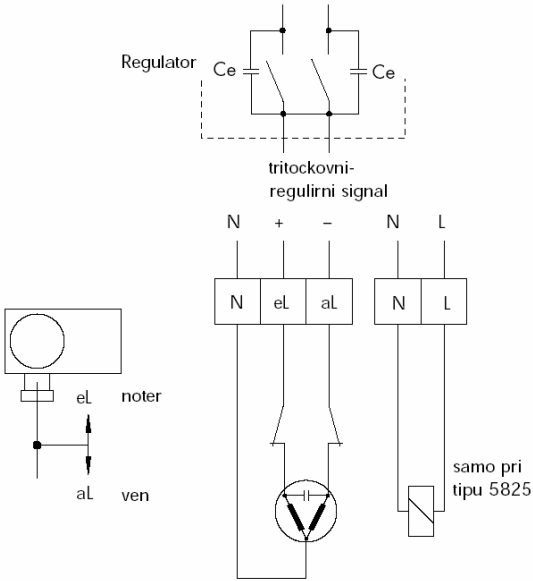 Regulator
Ce
Ce
tritockovni-
regulirni signal
N + – N L
N eL aL N L
eL noter
aL ven
samo pri
tipu 5825